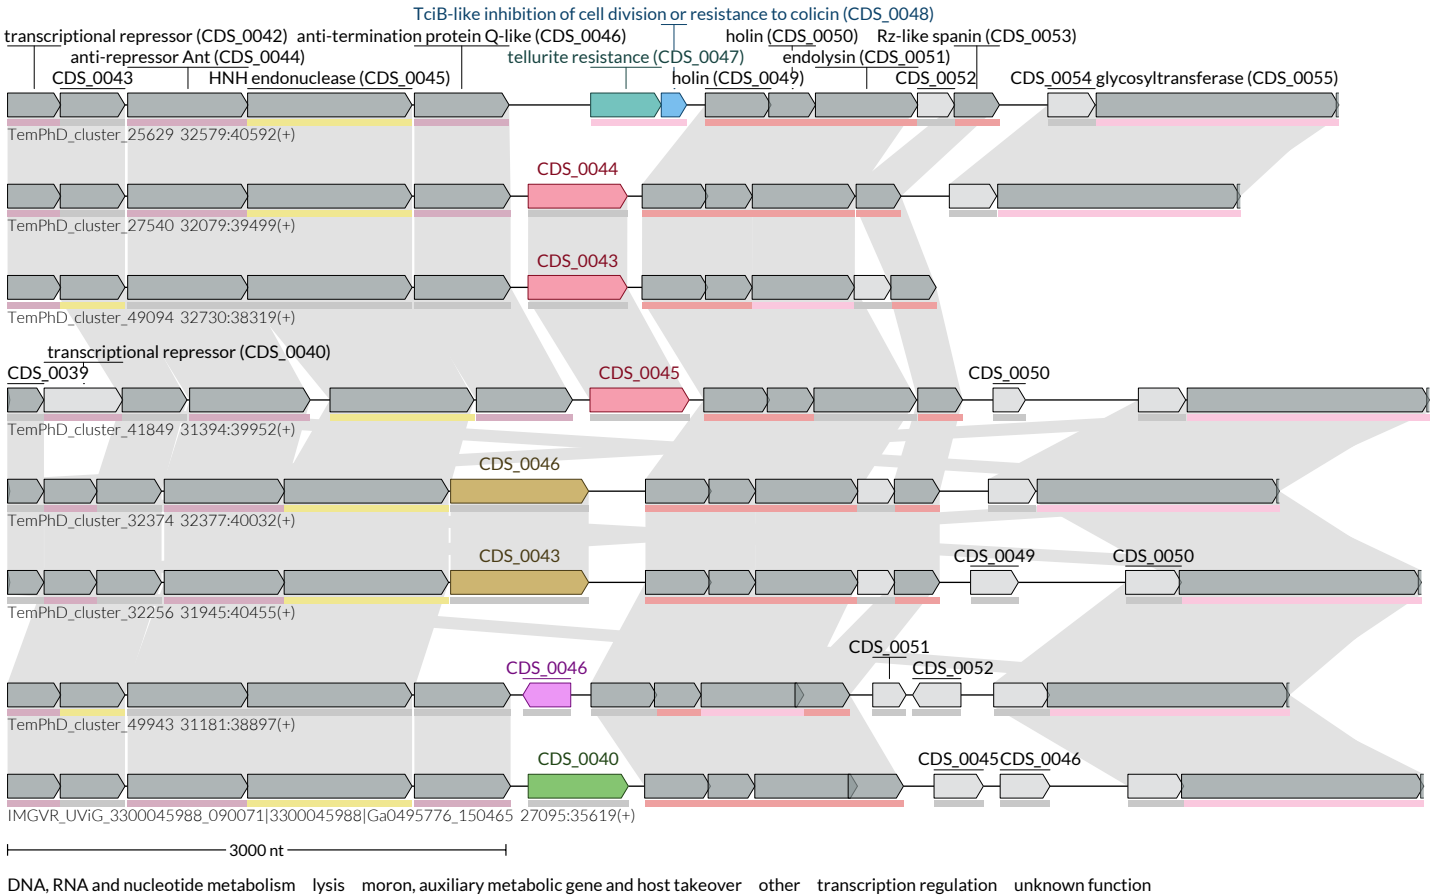 TciB-like inhibition of cell division or resistance to colicin (CDS_0048)
transcriptional repressor (CDS_0042) anti-termination protein Q-like (CDS_0046) holin (CDS_0050) Rz-like spanin (CDS_0053)
anti-repressor Ant (CDS_0044) tellurite resistance (CDS_0047) endolysin (CDS_0051)
CDS_0043 HNH endonuclease (CDS_0045) holin (CDS_0049) CDS_0052 CDS_0054 glycosyltransferase (CDS_0055)
TemPhD_cluster_25629 32579:40592(+)
CDS_0044
TemPhD_cluster_27540 32079:39499(+)
CDS_0043
TemPhD_cluster_49094 32730:38319(+)
transcriptional repressor (CDS_0040)
CDS_0039 CDS_0045 CDS_0050
TemPhD_cluster_41849 31394:39952(+)
CDS_0046
TemPhD_cluster_32374 32377:40032(+)
CDS_0043 CDS_0049 CDS_0050
TemPhD_cluster_32256 31945:40455(+)
CDS_0051
CDS_0046 CDS_0052
TemPhD_cluster_49943 31181:38897(+)
CDS_0040 CDS_0045 CDS_0046
IMGVR_UViG_3300045988_090071|3300045988|Ga0495776_150465 27095:35619(+)
3000 nt
DNA, RNA and nucleotide metabolism lysis moron, auxiliary metabolic gene and host takeover other transcription regulation unknown function